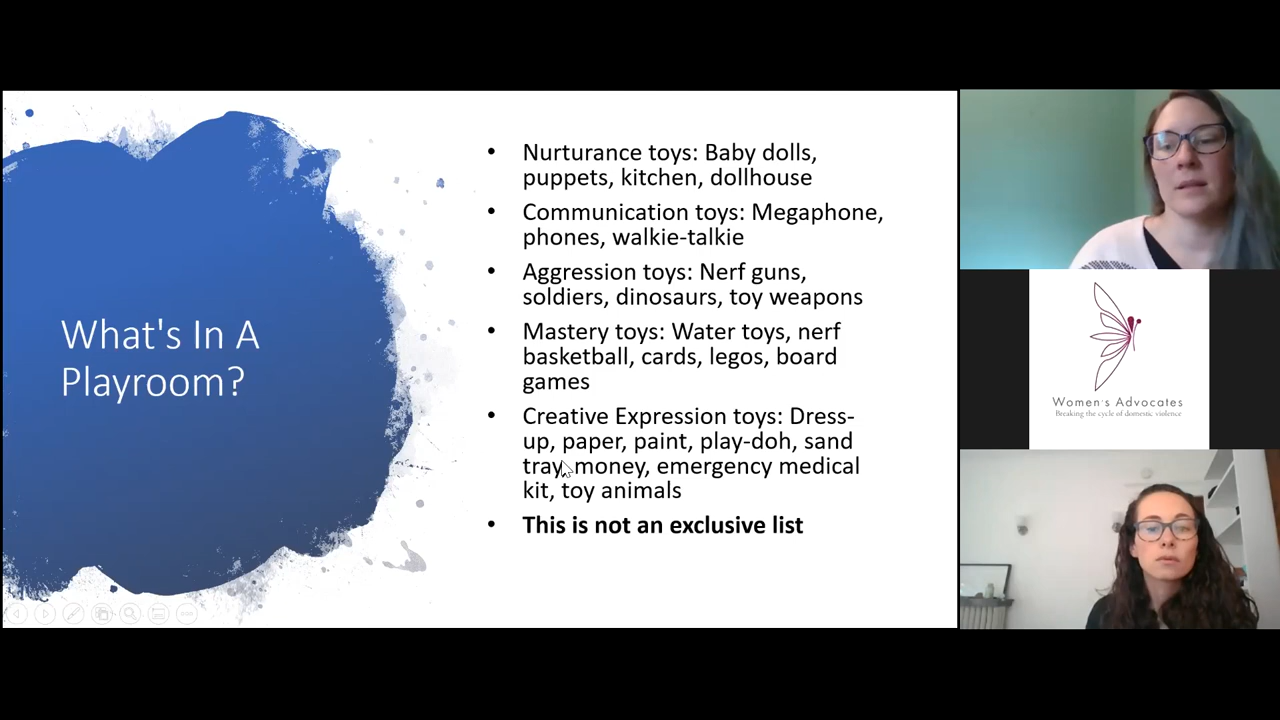 What's In A
Playroom?
• Nurturance toys: Baby dolls,
puppets, kitchen, dollhouse
• Communication toys: Megaphone,
phones, walkie-talkie
• Aggression toys: Nerf guns,
soldiers, dinosaurs, toy weapons
• Mastery toys: Water toys, nerf
basketball, cards, legos, board
games
• Creative Expression toys: Dress-
up, paper, paint, play-doh, sand
tray, money, emergency medical
kit, toy animals
• This is not an exclusive list
Women's Advocates
Breaking the cycle of domestic violence